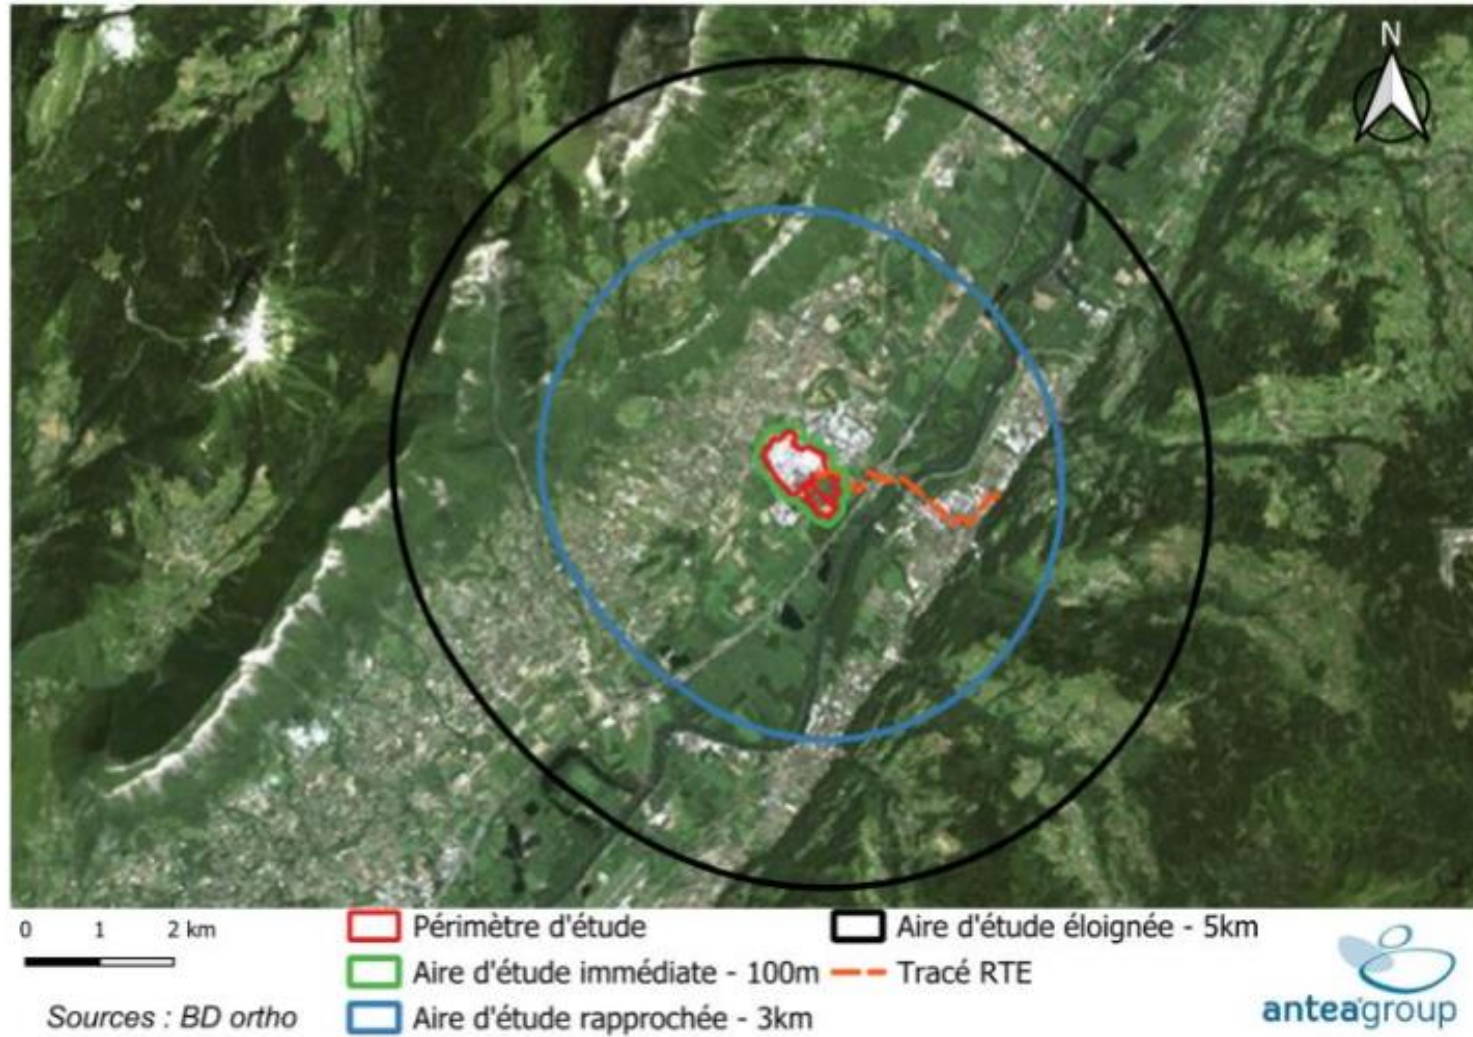 N
0 1 2 km
Sources : BD ortho
Périmètre d'étude
Aire d'étude immédiate - 100m
Aire d'étude rapprochée - 3km
Aire d'étude éloignée - 5km
Tracé RTE
anteagroup